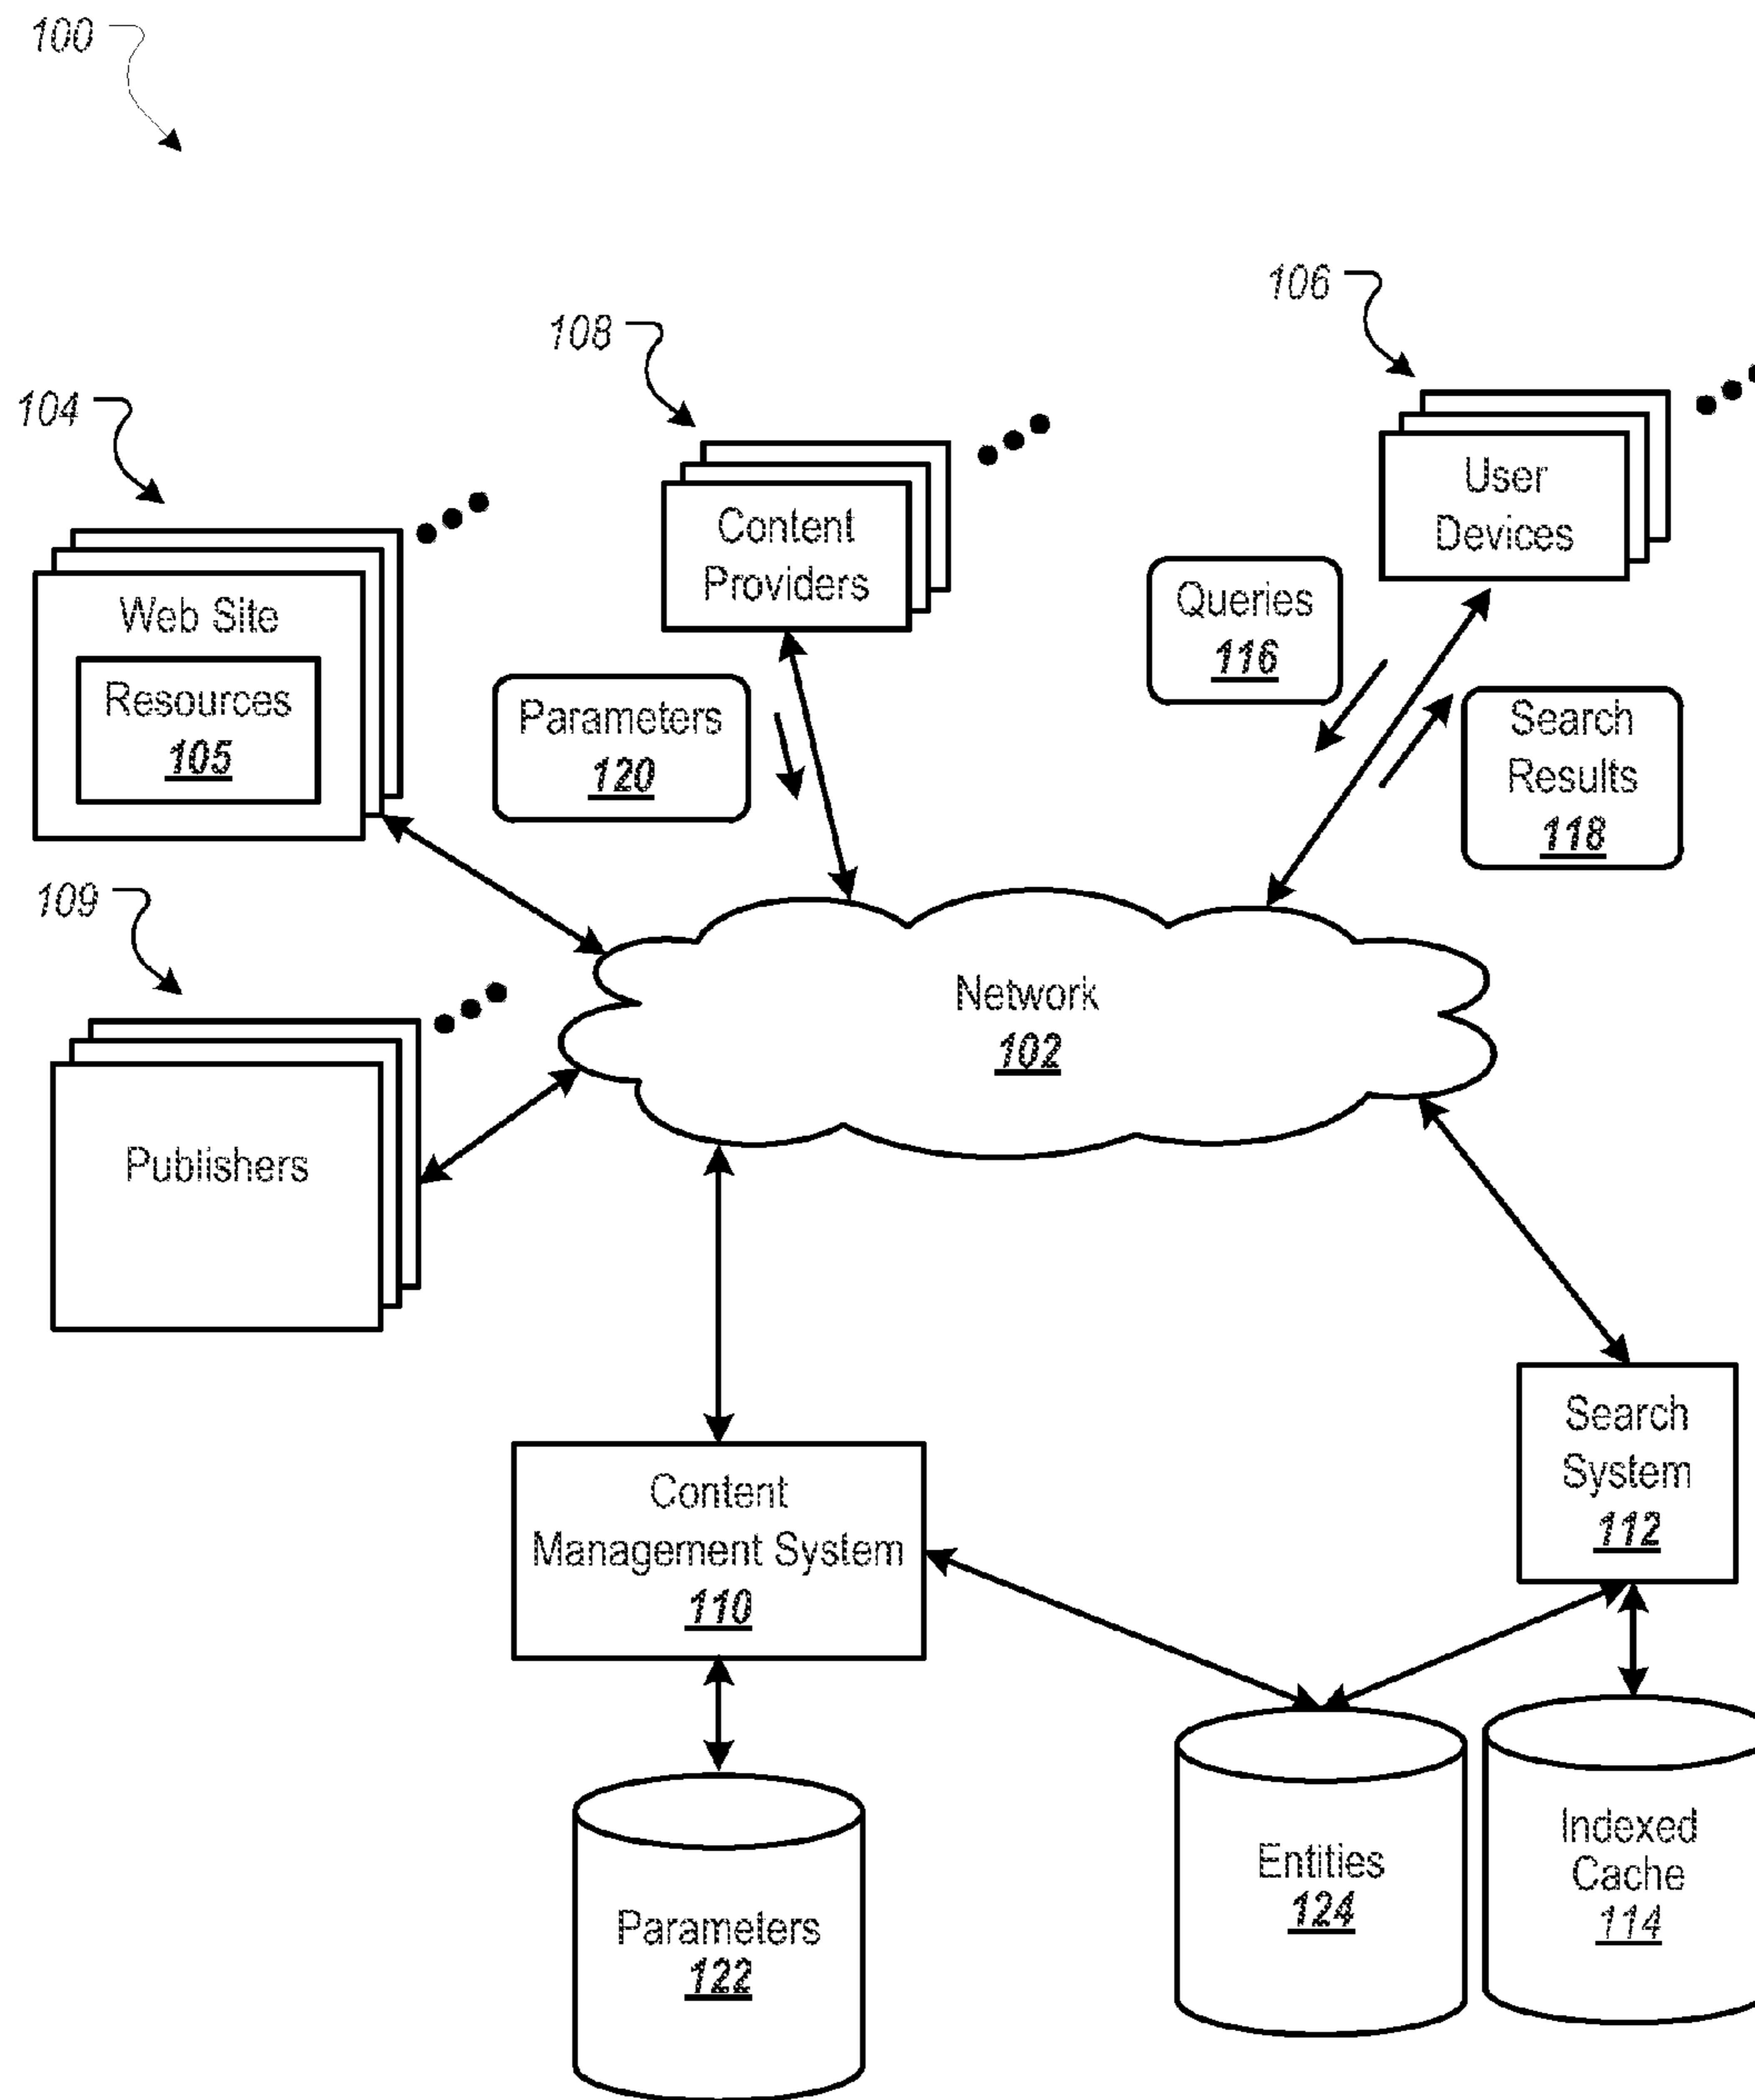 100
106
108
104
User
Devices
Content
Providers
Queries
116
Web Site
Resources
105
Parameters
120
Search
Results
118
109
Network
102
Publishers
Search
System
112
Content
Management System
110
Indexed
Cache
114
Entities
124
Parameters
122